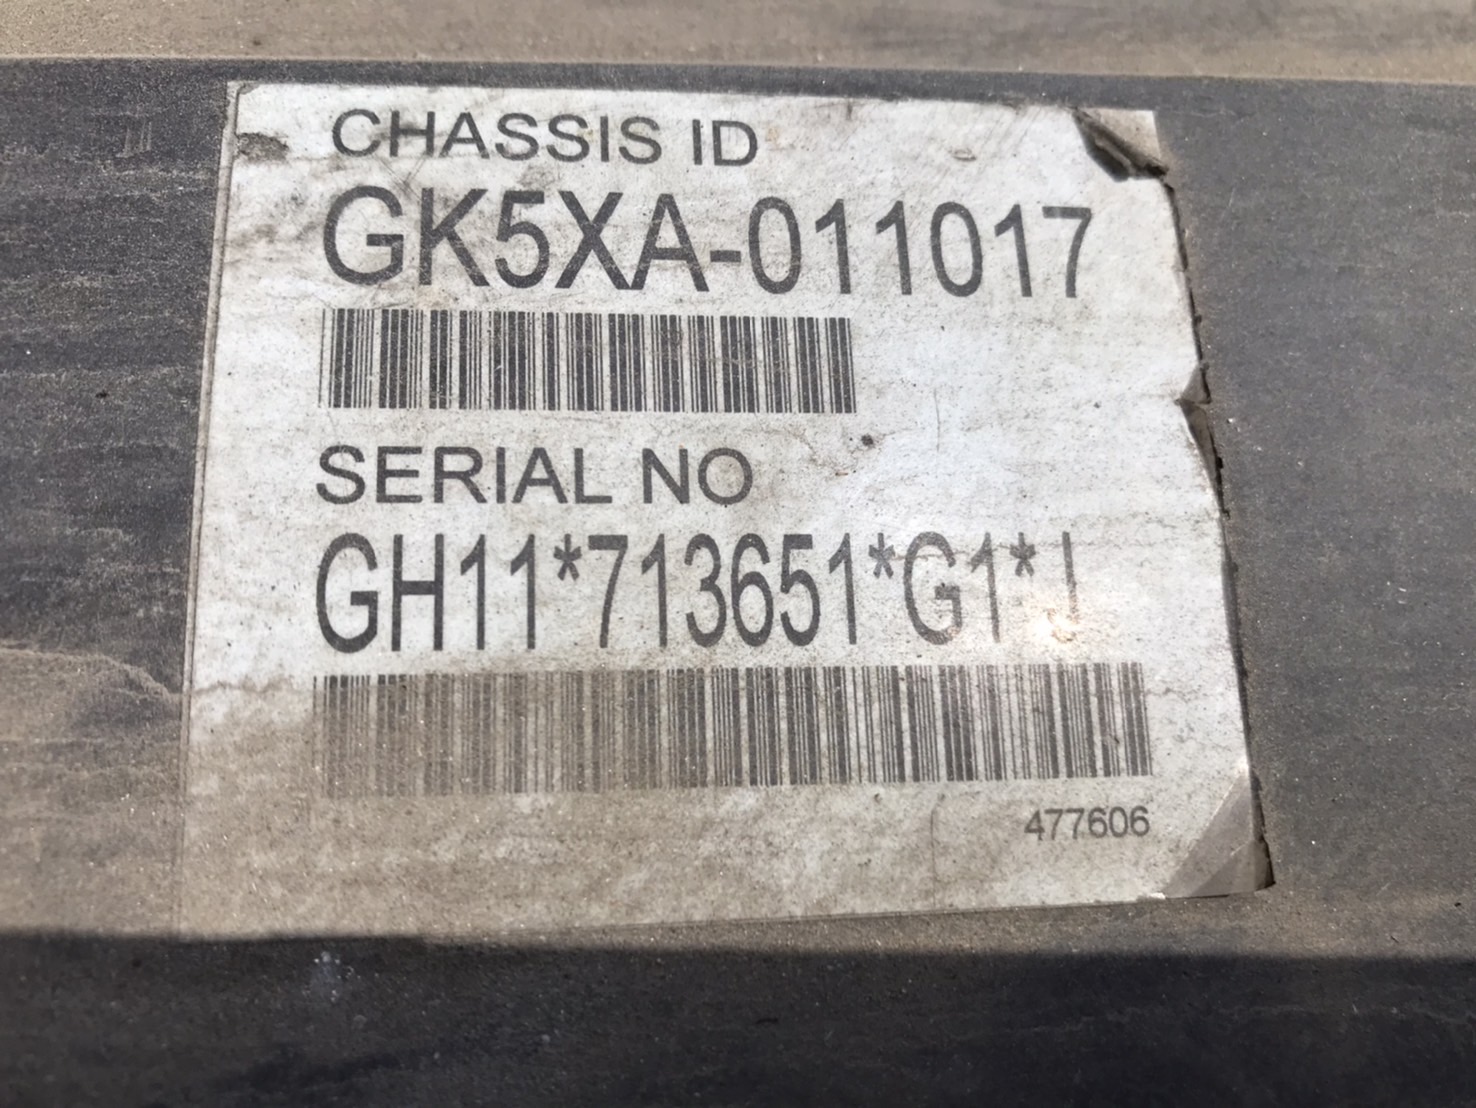 CHASSIS ID
GK5XA-011017
SERIAL NO
GH11*713651*G1*J
477606